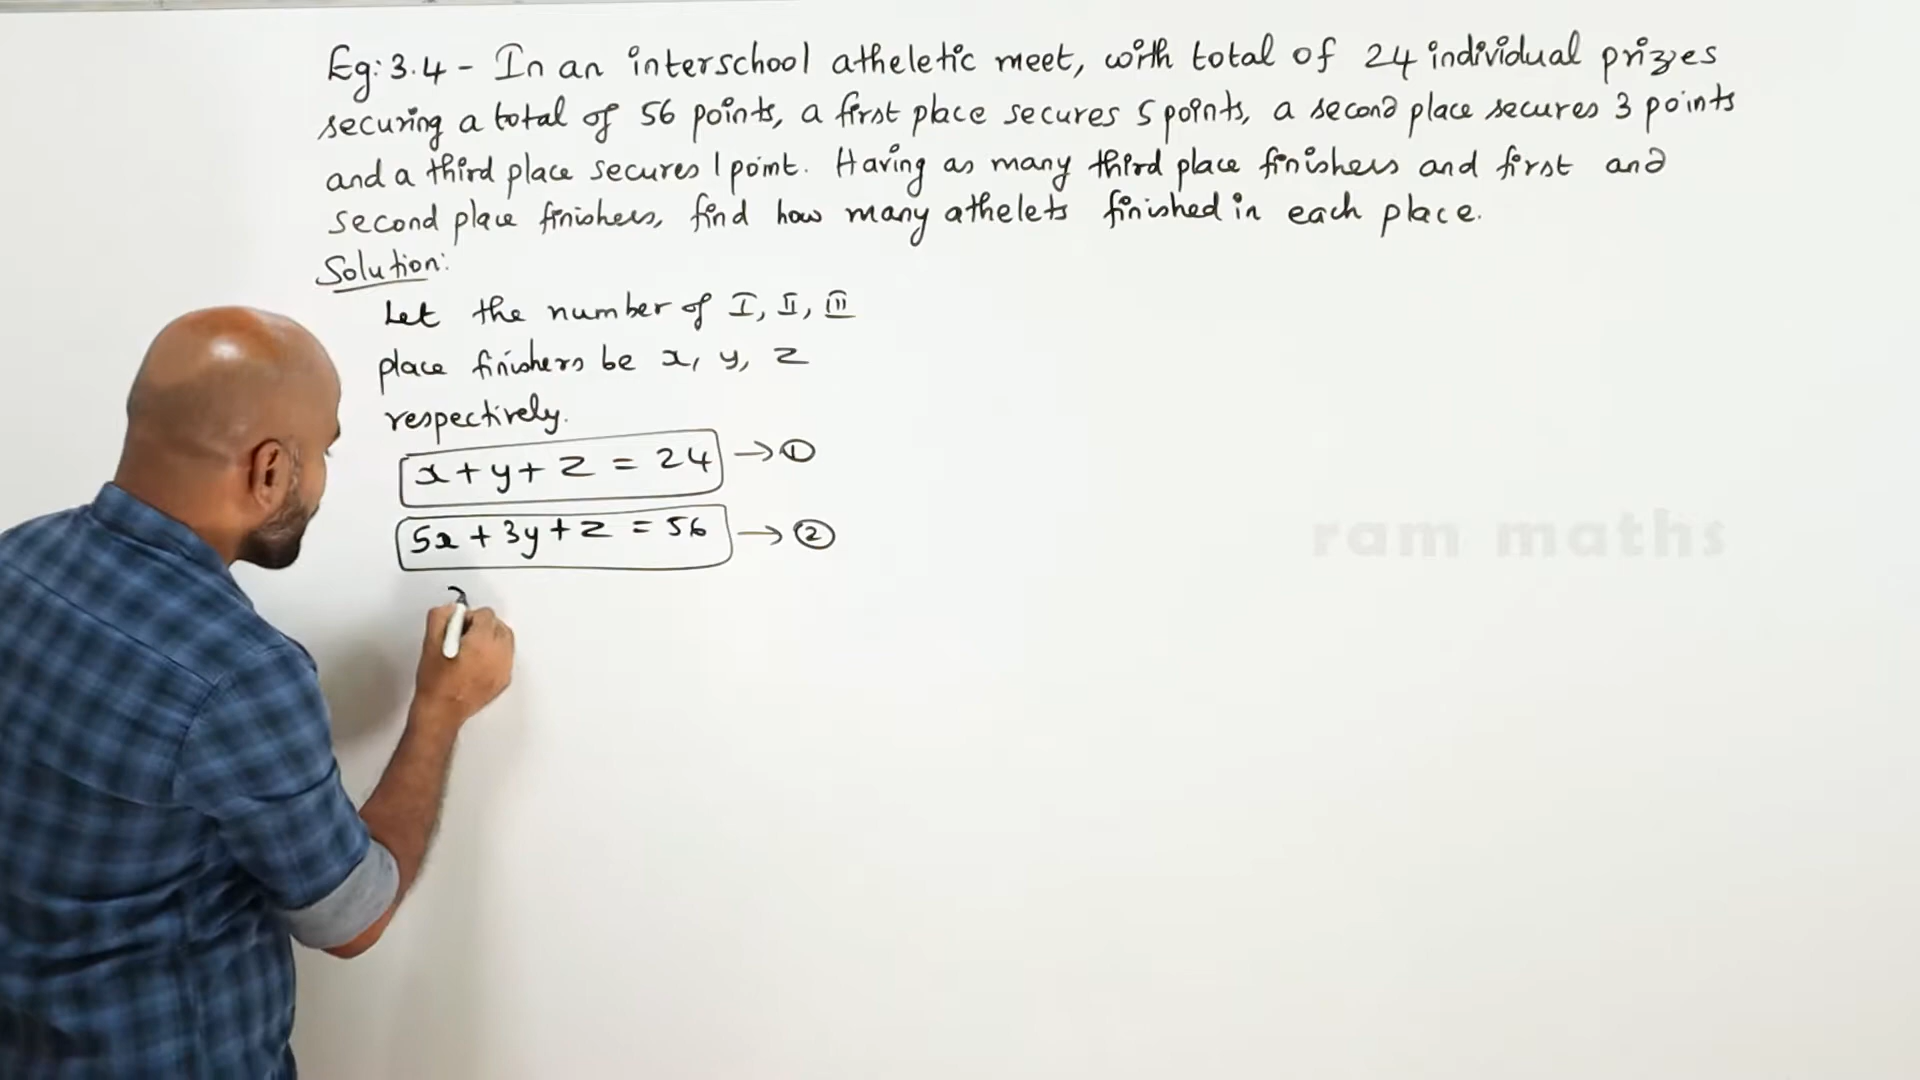 Eg: 3.4 - In an interschool atheletic meet, with total of 24 individual prizes
securing a total of 56 points, a first place secures 5 points, a second place secures 3 points
and a third place secures 1 point. Having as many third place finishers and first and
second place finishers, find how many athelets finished in each place.
Solution:
Let the number of I, II, III
place finishers be x, y, z
respectively.
x + y + z = 24 → ①
5x + 3y + z = 56 → ②
ram maths